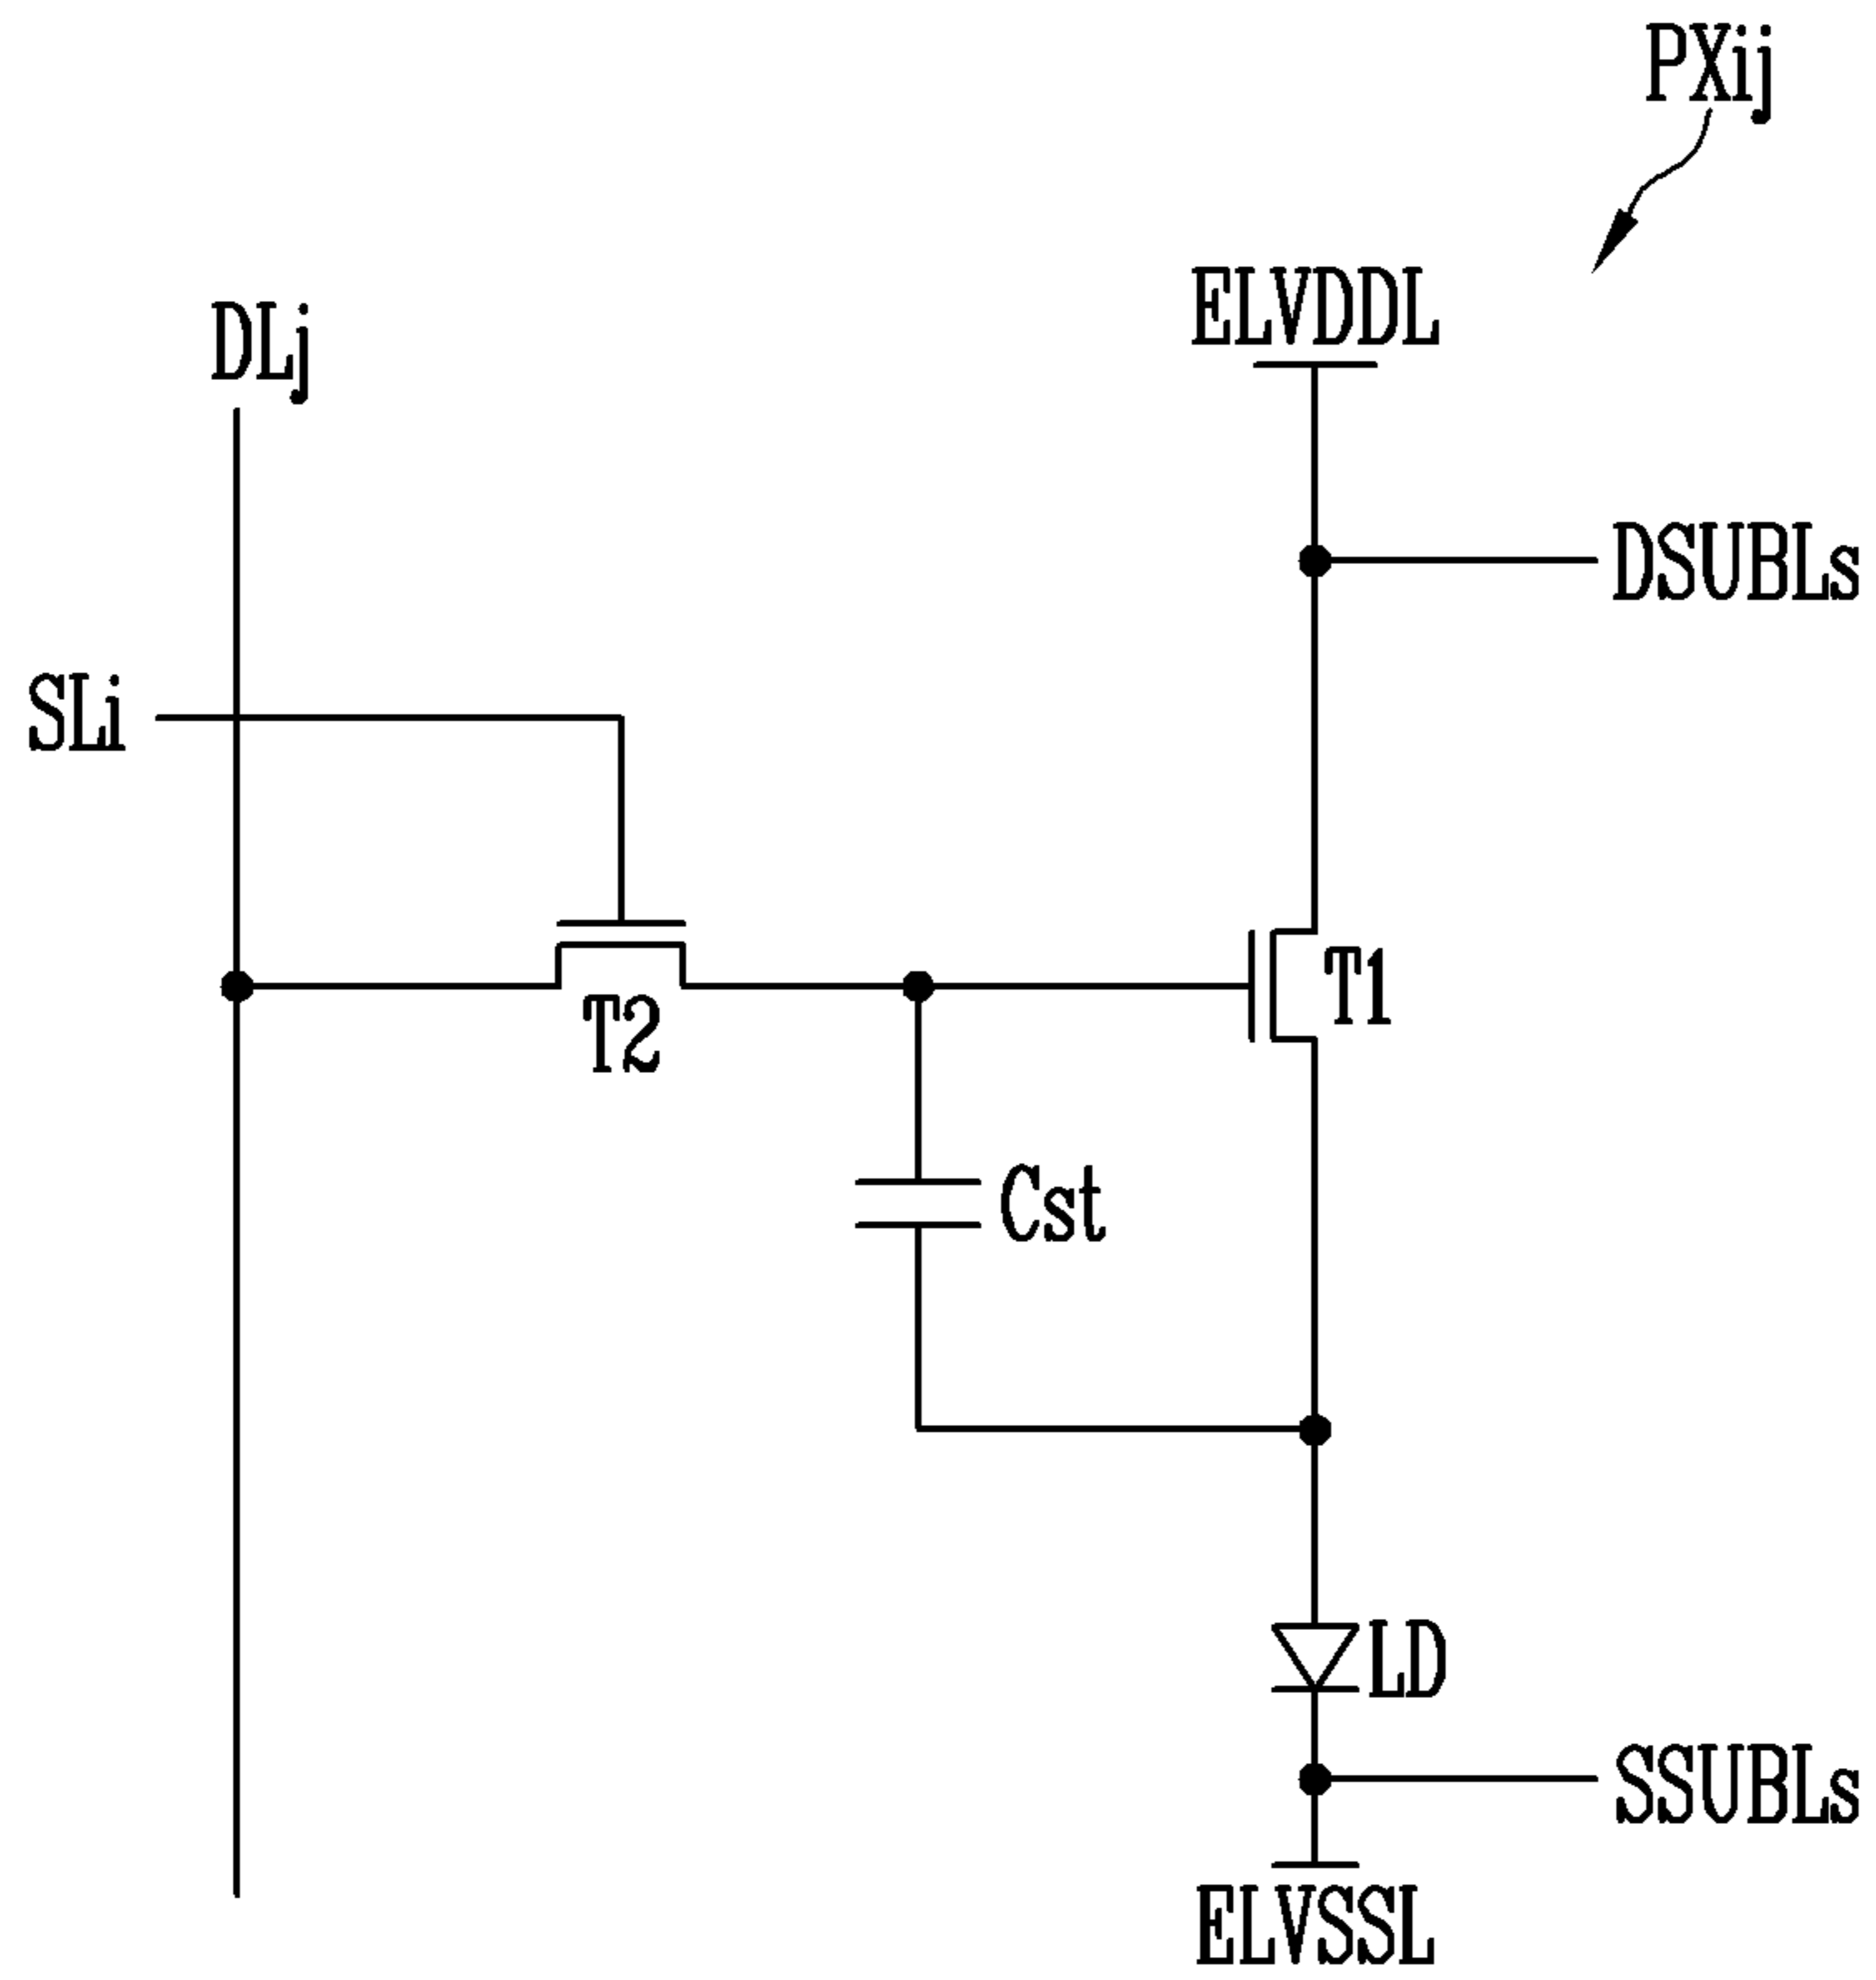 PXij
ELVDDL
DLj
DSUBLs
SLi
T1
T2
Cst
LD
SSUBLs
ELVSSL